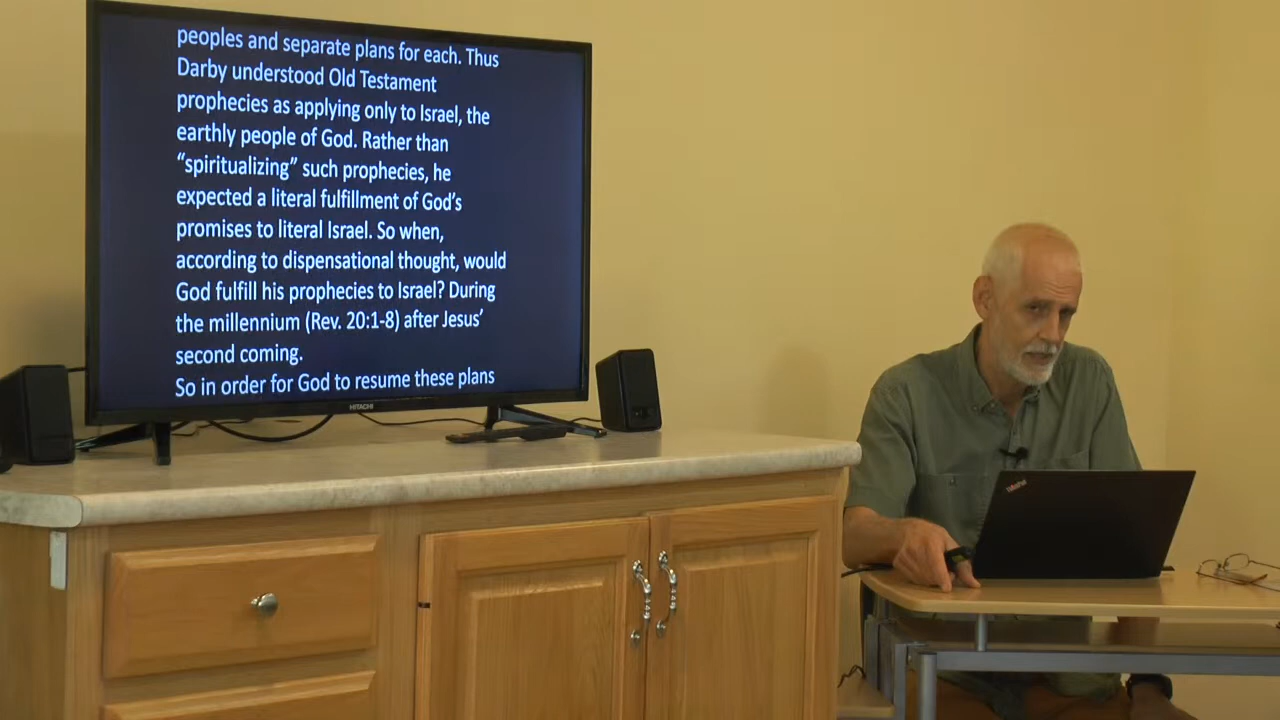 peoples and separate plans for each. Thus
Darby understood Old Testament
prophecies as applying only to Israel, the
earthly people of God. Rather than
“spiritualizing” such prophecies, he
expected a literal fulfillment of God’s
promises to literal Israel. So when,
according to dispensational thought, would
God fulfill his prophecies to Israel? During
the millennium (Rev. 20:1-8) after Jesus’
second coming.
So in order for God to resume these plans
HITACHI
ThinkPad